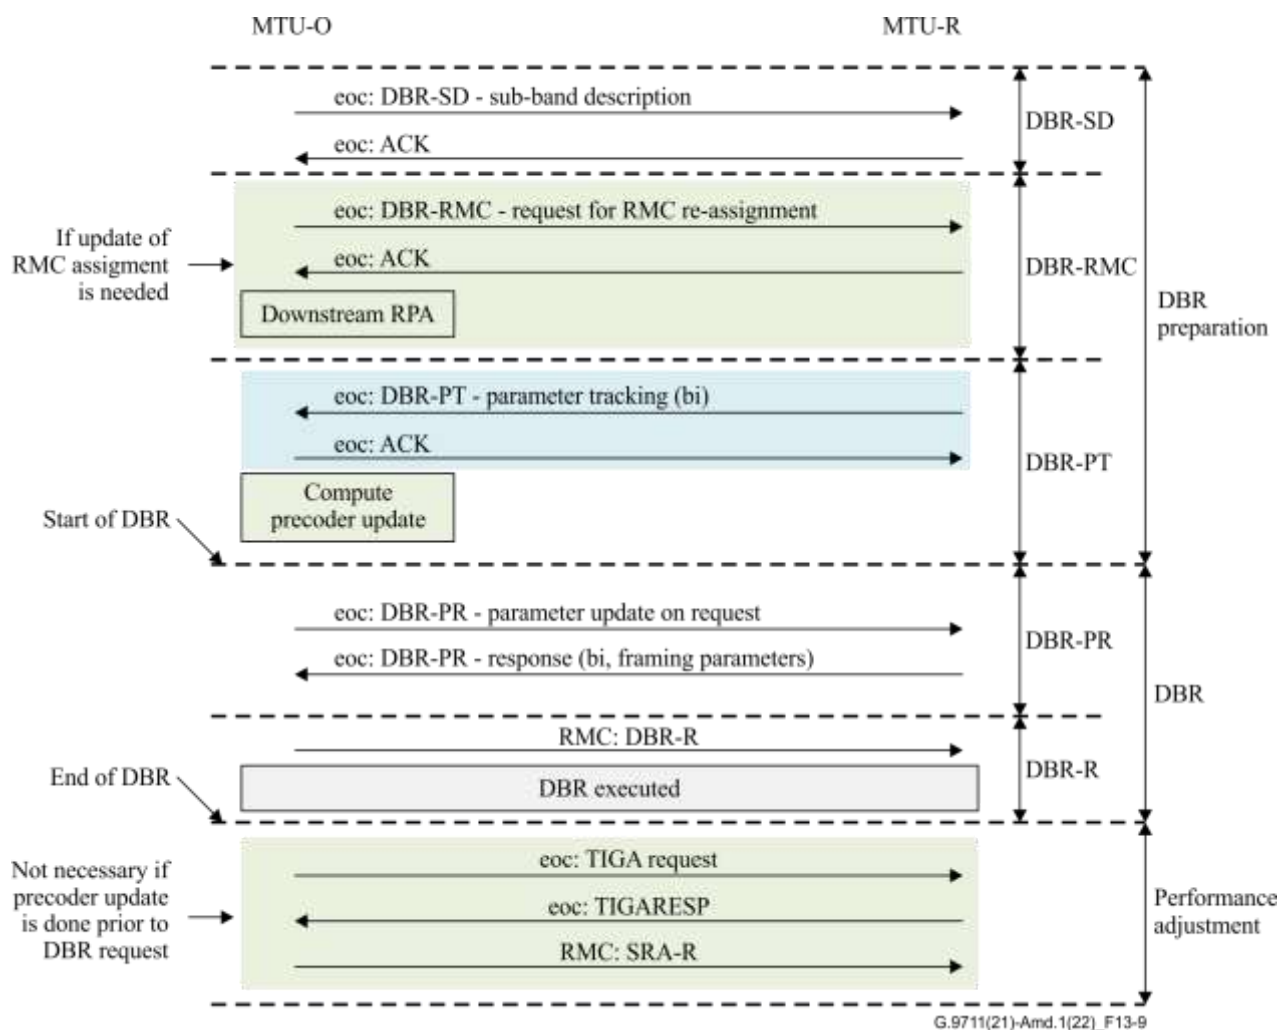 MTU-O
MTU-R
eoc: DBR-SD - sub-band description
eoc: ACK
DBR-SD
eoc: DBR-RMC - request for RMC re-assignment
eoc: ACK
Downstream RPA
If update of
RMC assigment
is needed
DBR-RMC
DBR
preparation
eoc: DBR-PT - parameter tracking (bi)
eoc: ACK
Compute
precoder update
DBR-PT
Start of DBR
eoc: DBR-PR - parameter update on request
eoc: DBR-PR - response (bi, framing parameters)
DBR-PR
DBR
RMC: DBR-R
DBR executed
DBR-R
End of DBR
eoc: TIGA request
eoc: TIGARESP
RMC: SRA-R
Not necessary if
precoder update
is done prior to
DBR request
Performance
adjustment
G.9711(21)-Amd.1(22)_F13-9